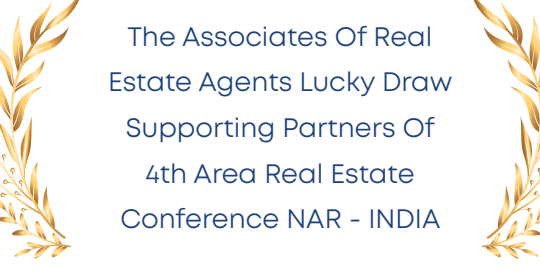 The Associates Of Real
Estate Agents Lucky Draw
Supporting Partners Of
4th Area Real Estate
Conference NAR - INDIA